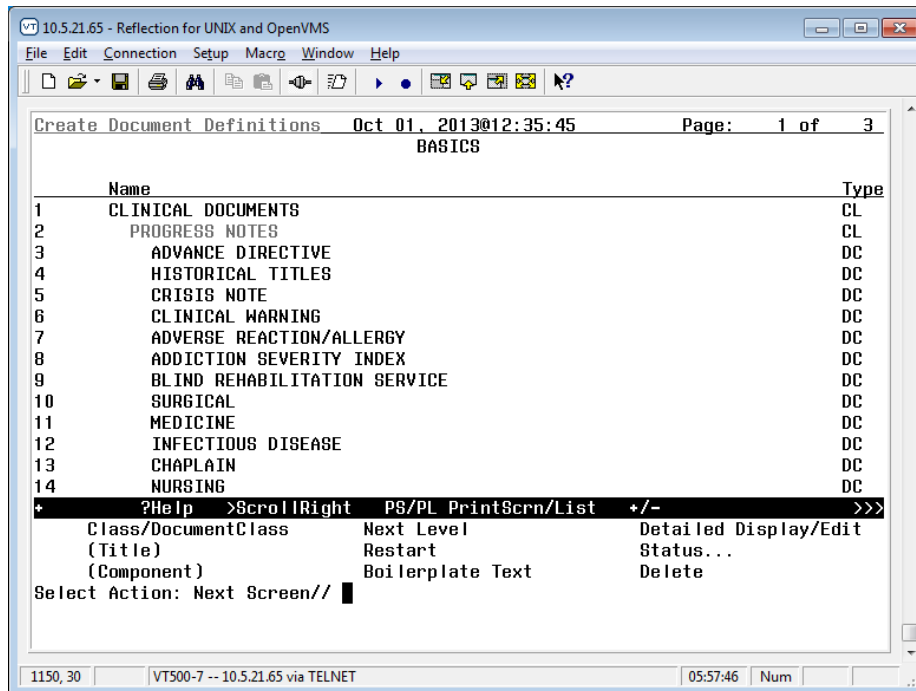 10.5.21.65 - Reflection for UNIX and OpenVMS
File Edit Connection Setup Macro Window Help
Create Document Definitions Oct 01, 2013@12:35:45 Page: 1 of 3
BASICS
Name Type
1 CLINICAL DOCUMENTS CL
2 PROGRESS NOTES CL
3 ADVANCE DIRECTIVE DC
4 HISTORICAL TITLES DC
5 CRISIS NOTE DC
6 CLINICAL WARNING DC
7 ADVERSE REACTION/ALLERGY DC
8 ADDICTION SEVERITY INDEX DC
9 BLIND REHABILITATION SERVICE DC
10 SURGICAL DC
11 MEDICINE DC
12 INFECTIOUS DISEASE DC
13 CHAPLAIN DC
14 NURSING DC
+ ?Help >ScrollRight PS/PL PrintScrn/List +/- >>>
Class/DocumentClass Next Level Detailed Display/Edit
(Title) Restart Status...
(Component) Boilerplate Text Delete
Select Action: Next Screen//
1150, 30 VT500-7 -- 10.5.21.65 via TELNET 05:57:46 Num